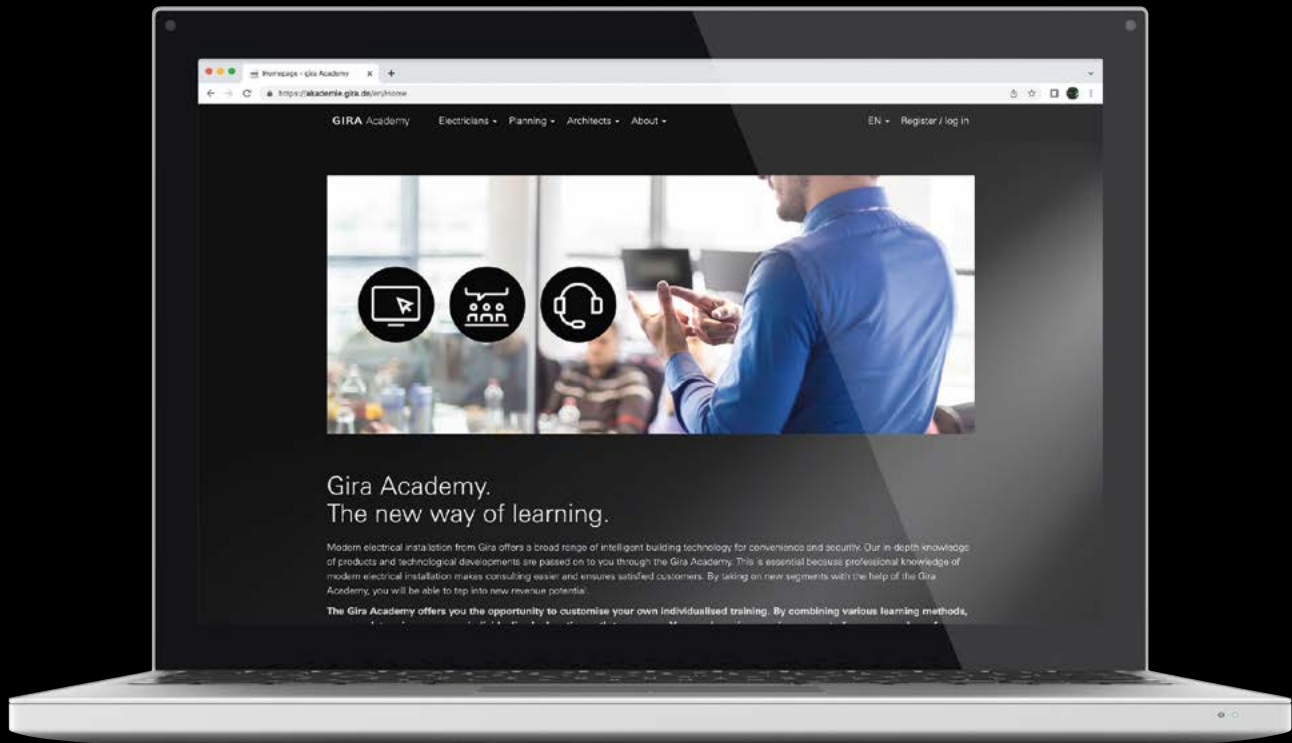 Homepage - gira Academy
https://akademie.gira.de/en/Home
GIRA Academy Electricians Planning Architects About EN Register / log in
Gira Academy.
The new way of learning.
Modern electrical installation from Gira offers a broad range of intelligent building technology for convenience and security. Our in-depth knowledge
of products and technological developments are passed on to you through the Gira Academy. This is essential because professional knowledge of
modern electrical installation makes consulting easier and ensures satisfied customers. By taking on new segments with the help of the Gira
Academy, you will be able to tap into new revenue potential.
The Gira Academy offers you the opportunity to customise your own individualised training. By combining various learning methods,